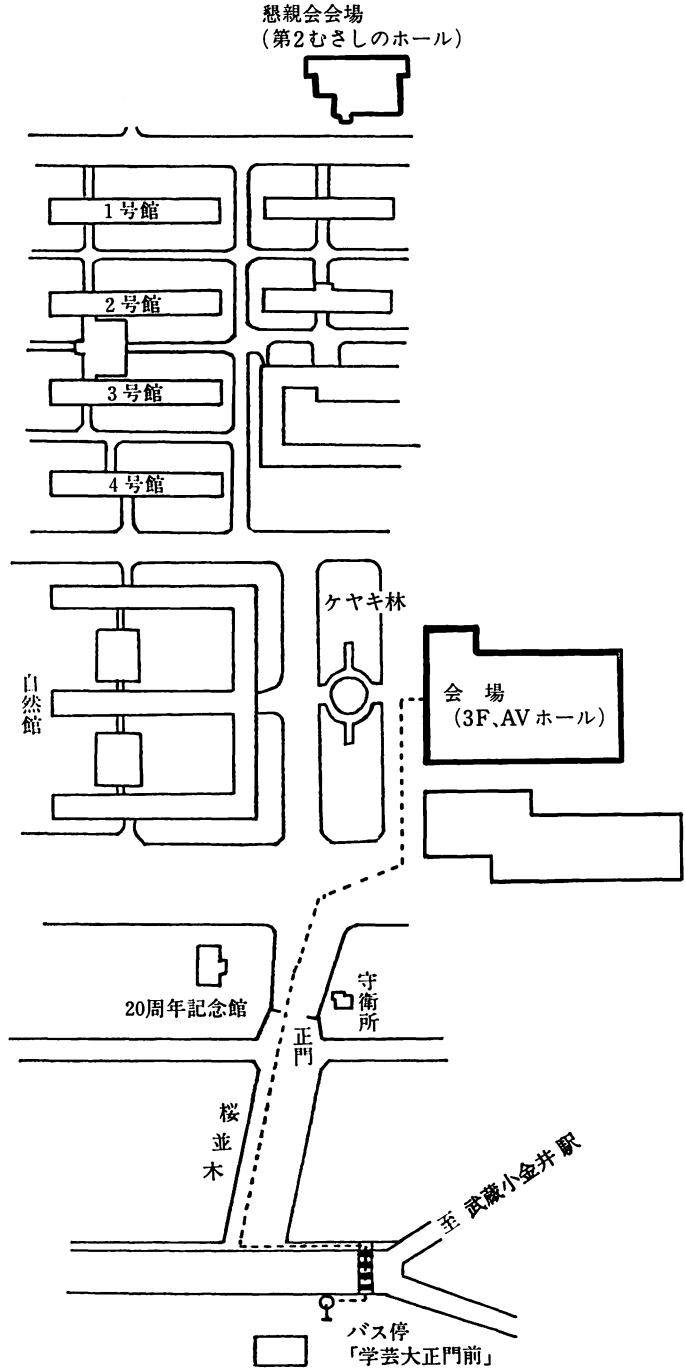 懇親会会場
(第2むさしのホール)
1号館
2号館
3号館
4号館
ケヤキ林
自然館
会場
(3F、AVホール)
20周年記念館
守衛所
正門
桜並木
至 武蔵小金井駅
バス停
「学芸大正門前」